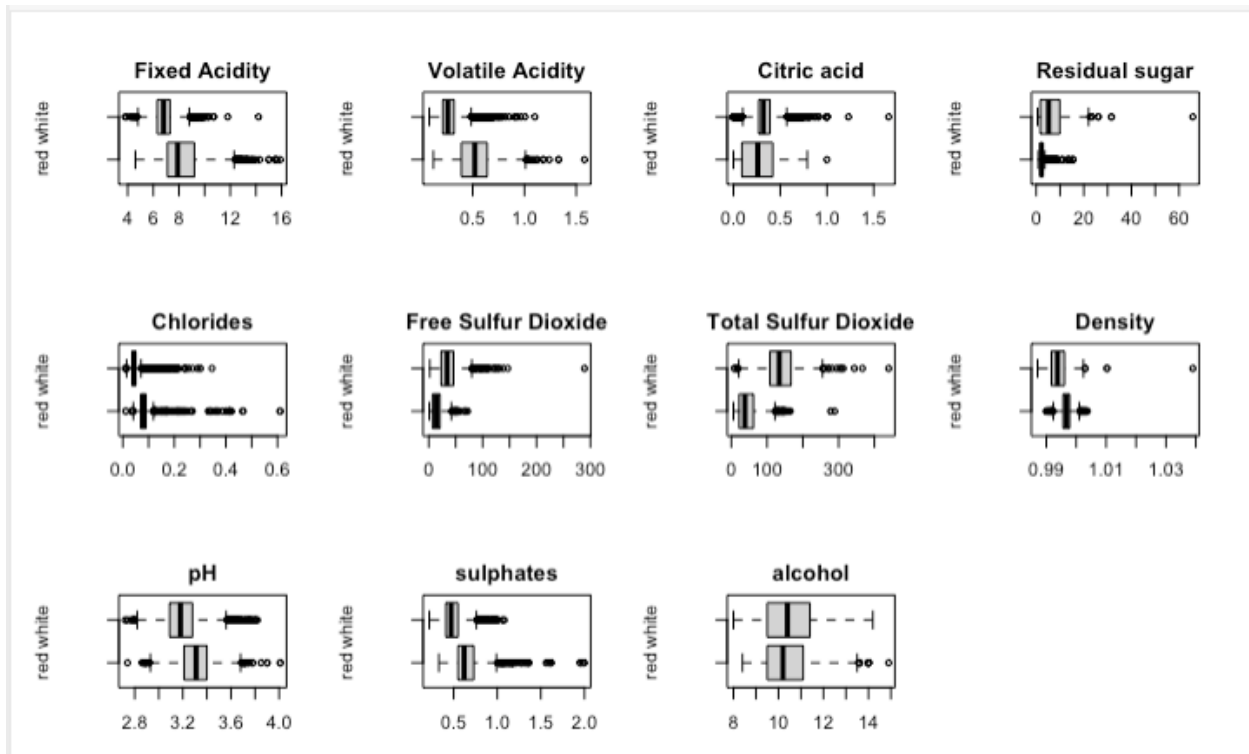 Fixed Acidity
red white
4 6 8 12 16
Volatile Acidity
red white
0.5 1.0 1.5
Citric acid
red white
0.0 0.5 1.0 1.5
Residual sugar
red white
0 20 40 60
Chlorides
red white
0.0 0.2 0.4 0.6
Free Sulfur Dioxide
red white
0 100 200 300
Total Sulfur Dioxide
red white
0 100 300
Density
red white
0.99 1.01 1.03
pH
red white
2.8 3.2 3.6 4.0
sulphates
red white
0.5 1.0 1.5 2.0
alcohol
red white
8 10 12 14